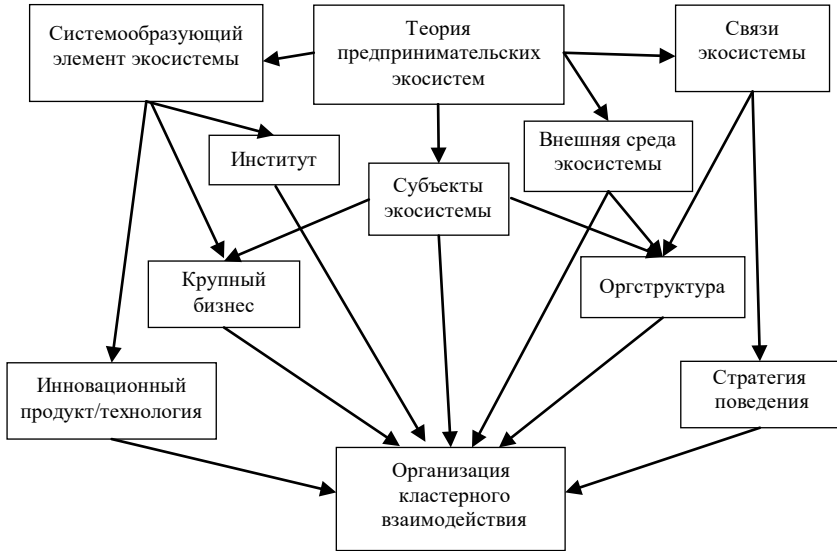 Системообразующий
элемент экосистемы
Теория
предпринимательских
экосистем
Связи
экосистемы
Институт
Внешняя среда
экосистемы
Субъекты
экосистемы
Крупный
бизнес
Оргструктура
Инновационный
продукт/технология
Стратегия
поведения
Организация
кластерного
взаимодействия